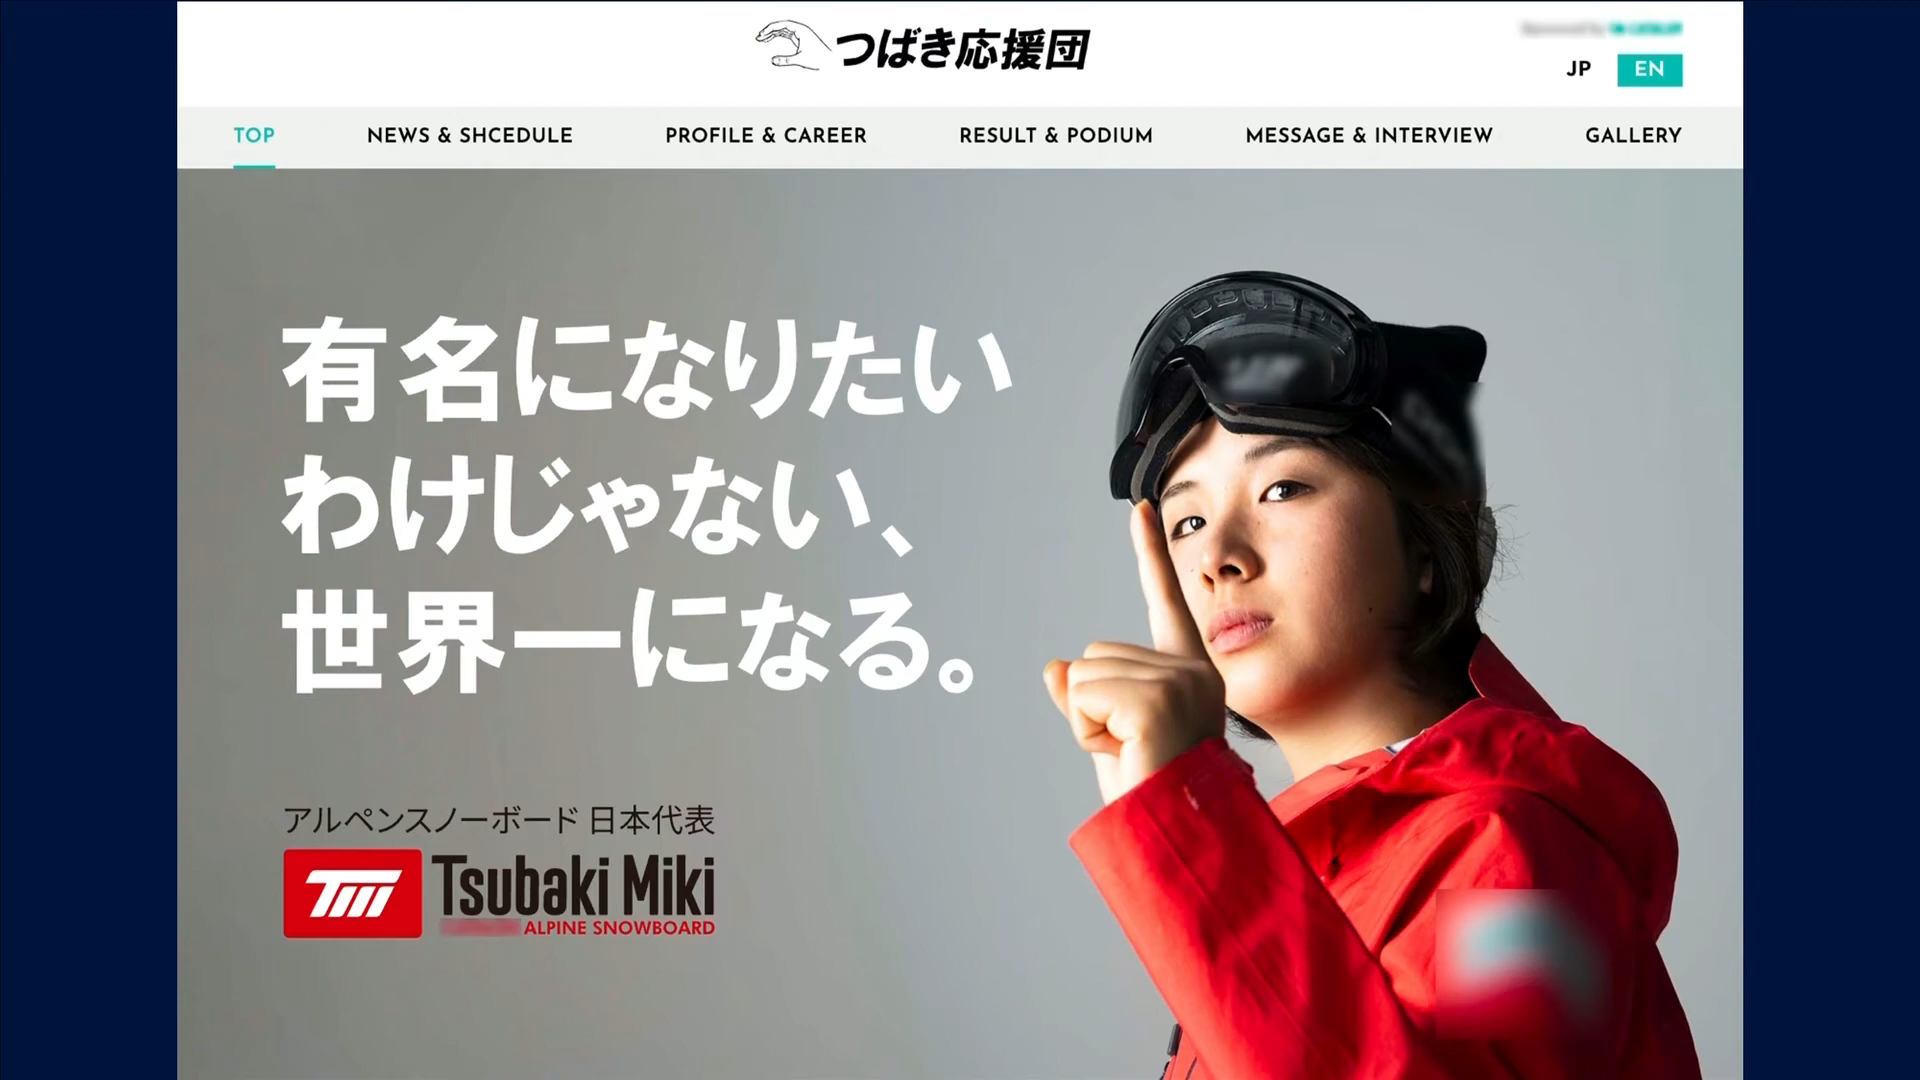 つばき応援団
JP EN
TOP NEWS & SHCEDULE PROFILE & CAREER RESULT & PODIUM MESSAGE & INTERVIEW GALLERY
有名になりたい
わけじゃない、
世界一になる。
アルペンスノーボード 日本代表
TM Tsubaki Miki
ALPINE SNOWBOARD